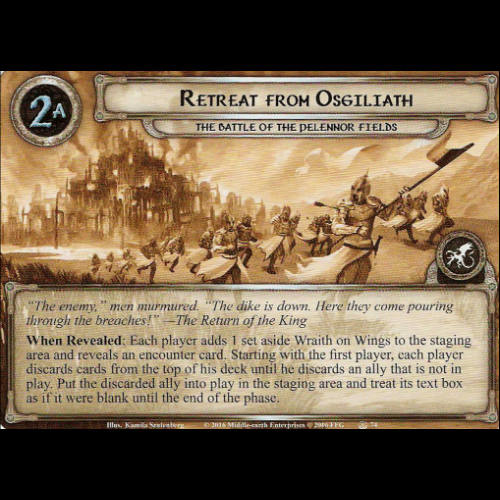 2A
RETREAT FROM OSGILIATH
THE BATTLE OF THE PELENNOR FIELDS
"The enemy," men murmured. "The dike is down. Here they come pouring
through the breaches!" —The Return of the King
When Revealed: Each player adds 1 set aside Wraith on Wings to the staging
area and reveals an encounter card. Starting with the first player, each player
discards cards from the top of his deck until he discards an ally that is not in
play. Put the discarded ally into play in the staging area and treat its text box
as if it were blank until the end of the phase.
Illus. Kamila Szutenberg © 2016 Middle-earth Enterprises © 2016 FFG 74